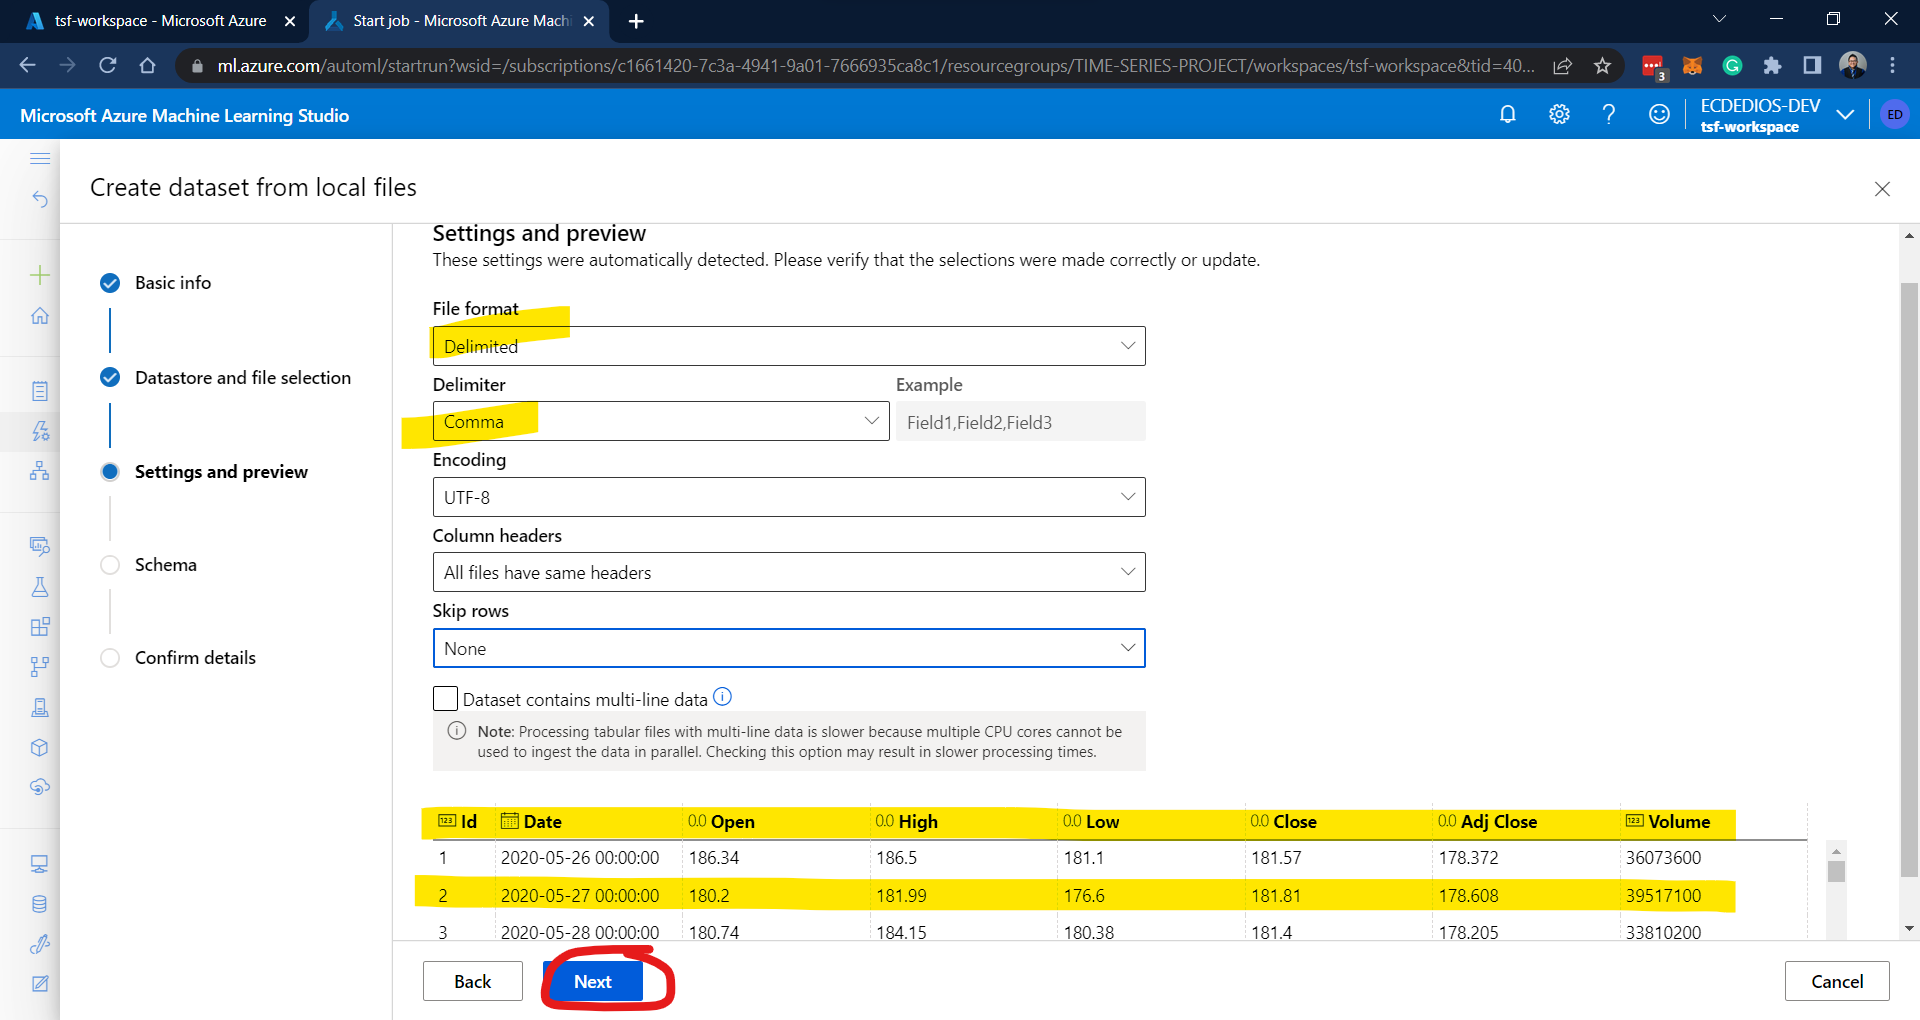 tsf-workspace - Microsoft Azure
Start job - Microsoft Azure Machi
ml.azure.com/automl/startrun?wsid=/subscriptions/c1661420-7c3a-4941-9a01-7666935ca8c1/resourcegroups/TIME-SERIES-PROJECT/workspaces/tsf-workspace&tid=40...
3
Microsoft Azure Machine Learning Studio
ECDEDIOS-DEV
tsf-workspace
ED
Create dataset from local files
Basic info
Datastore and file selection
Settings and preview
Schema
Confirm details
Settings and preview
These settings were automatically detected. Please verify that the selections were made correctly or update.
File format
Delimited
Delimiter Example
Comma Field1,Field2,Field3
Encoding
UTF-8
Column headers
All files have same headers
Skip rows
None
Dataset contains multi-line data
Note: Processing tabular files with multi-line data is slower because multiple CPU cores cannot be
used to ingest the data in parallel. Checking this option may result in slower processing times.
123 Id Date 0.0 Open 0.0 High 0.0 Low 0.0 Close 0.0 Adj Close 123 Volume
1 2020-05-26 00:00:00 186.34 186.5 181.1 181.57 178.372 36073600
2 2020-05-27 00:00:00 180.2 181.99 176.6 181.81 178.608 39517100
3 2020-05-28 00:00:00 180.74 184.15 180.38 181.4 178.205 33810200
Back Next Cancel